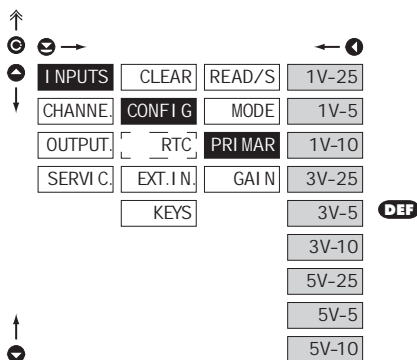 INPUTS CLEAR READ/S 1V-25
CHANNE. CONFIG MODE 1V-5
OUTPUT. RTC PRIMAR 1V-10
SERVIC. EXT.IN. GAIN 3V-25
KEYS 3V-5 DEF
3V-10
5V-25
5V-5
5V-10